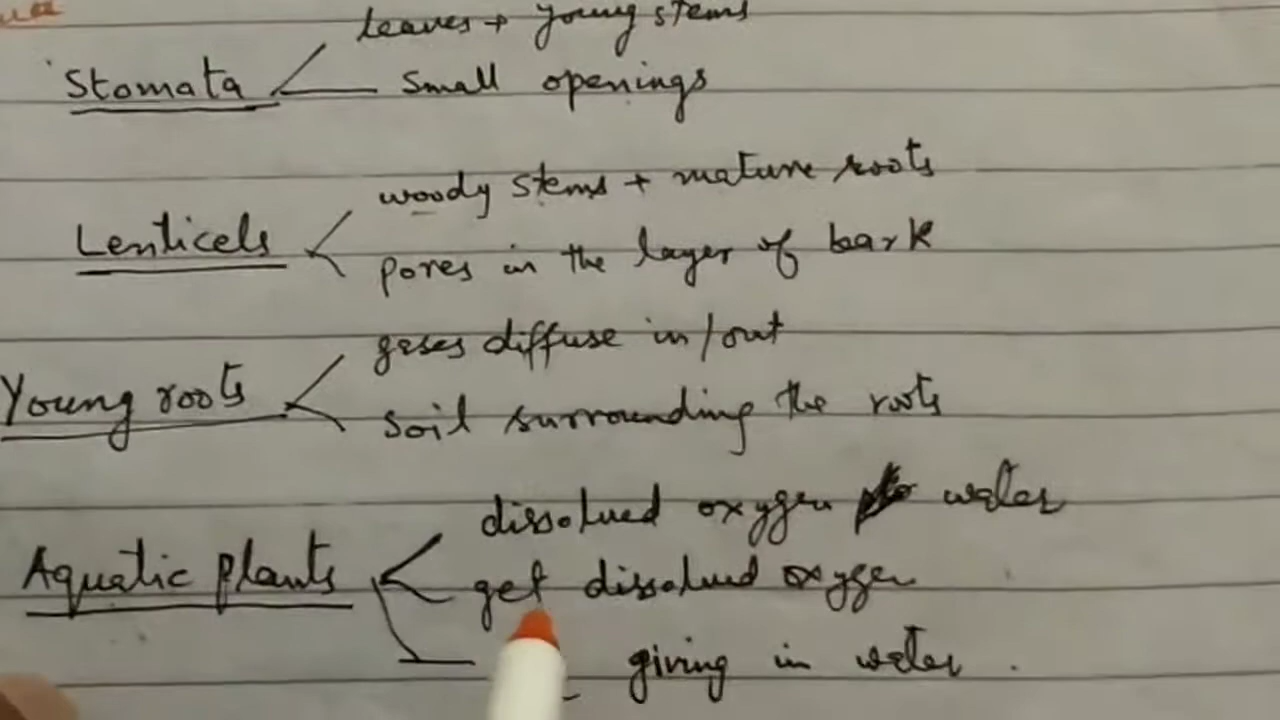 leaves + young stems
Stomata
small openings
woody stems + mature roots
Lenticels
pores in the layer of bark
gases diffuse in/out
Young roots
soil surrounding the roots
dissolved oxygen water
Aquatic plants
get dissolved oxygen
giving in water.